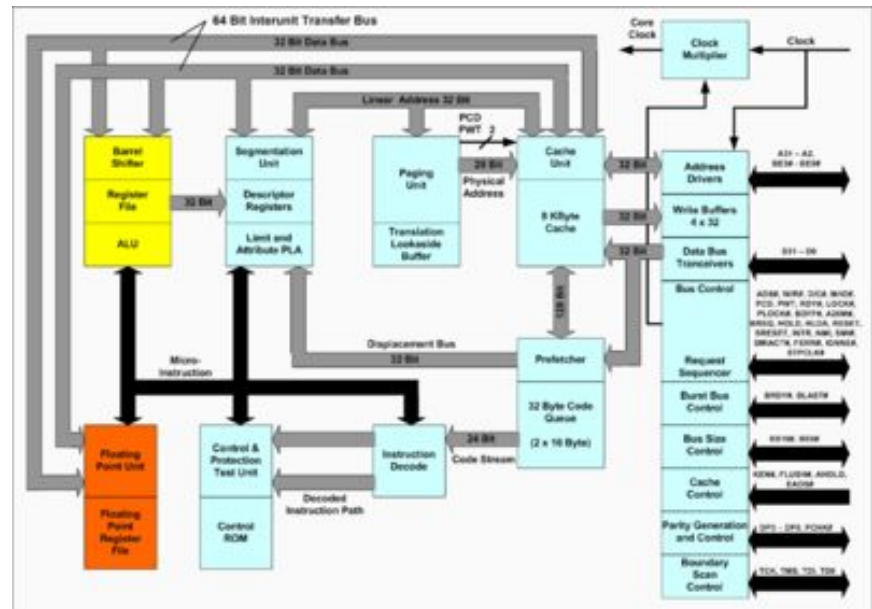 64 Bit Interunit Transfer Bus
32 Bit Data Bus
32 Bit Data Bus
Linear Address 32 Bit
PCD
PWT
2
Core
Clock
Clock
Multiplier
Clock
Barrel
Shifter
Register
File
ALU
32 Bit
Segmentation
Unit
Descriptor
Registers
Limit and
Attribute PLA
Paging
Unit
Translation
Lookaside
Buffer
Physical
Address
Cache
Unit
8 KByte
Cache
32 Bit
32 Bit
32 Bit
128 Bit
Address
Drivers
Write Buffers
4 x 32
Data Bus
Tranceivers
Bus Control
Request
Sequencer
Burst Bus
Control
Bus Size
Control
Cache
Control
Parity Generation
and Control
Boundary
Scan
Control
A31 - A2,
D31 - D0
BRDY#, BLAST#
TCK, TMS, TDI, TDO
Displacement Bus
32 Bit
Micro-
Instruction
Prefetcher
32 Byte Code
Queue
(2 x 16 Byte)
24 Bit
Code Stream
Instruction
Decode
Decoded
Instruction Path
Control &
Protection
Test Unit
Control
ROM
Floating
Point Unit
Floating
Point
Register
File